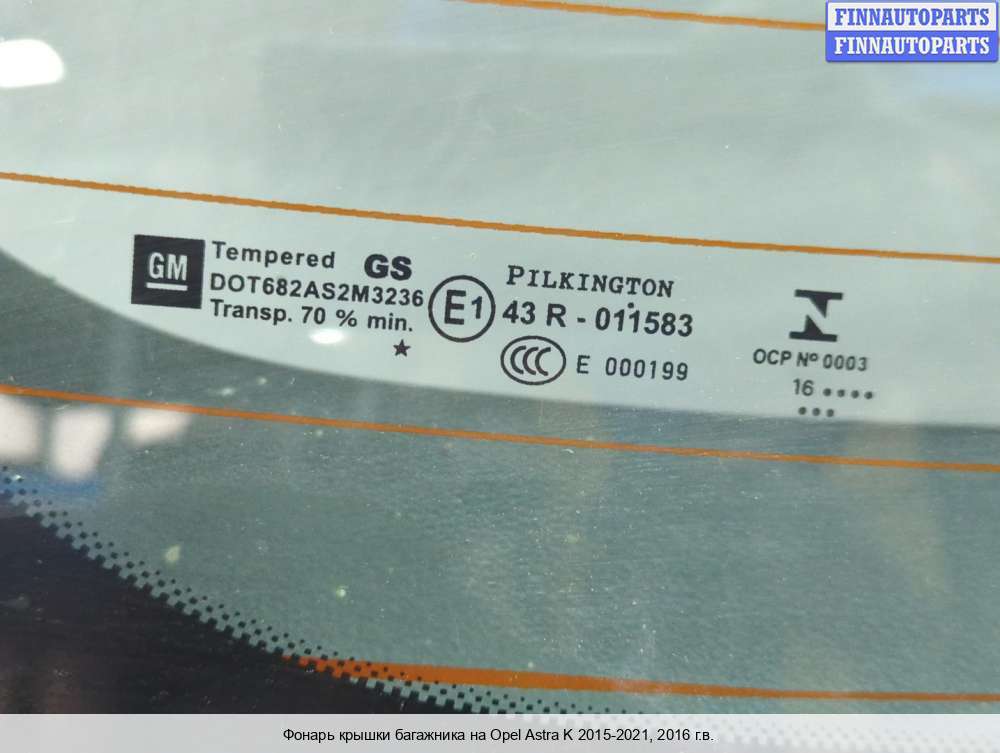 FINNAUTOPARTS
FINNAUTOPARTS
GM
Tempered GS
DOT682AS2M3236
Transp. 70 % min.
E1
PILKINGTON
43 R - 011583
CCC E 000199
N
OCP Nº 0003
16
Фонарь крышки багажника на Opel Astra K 2015-2021, 2016 г.в.